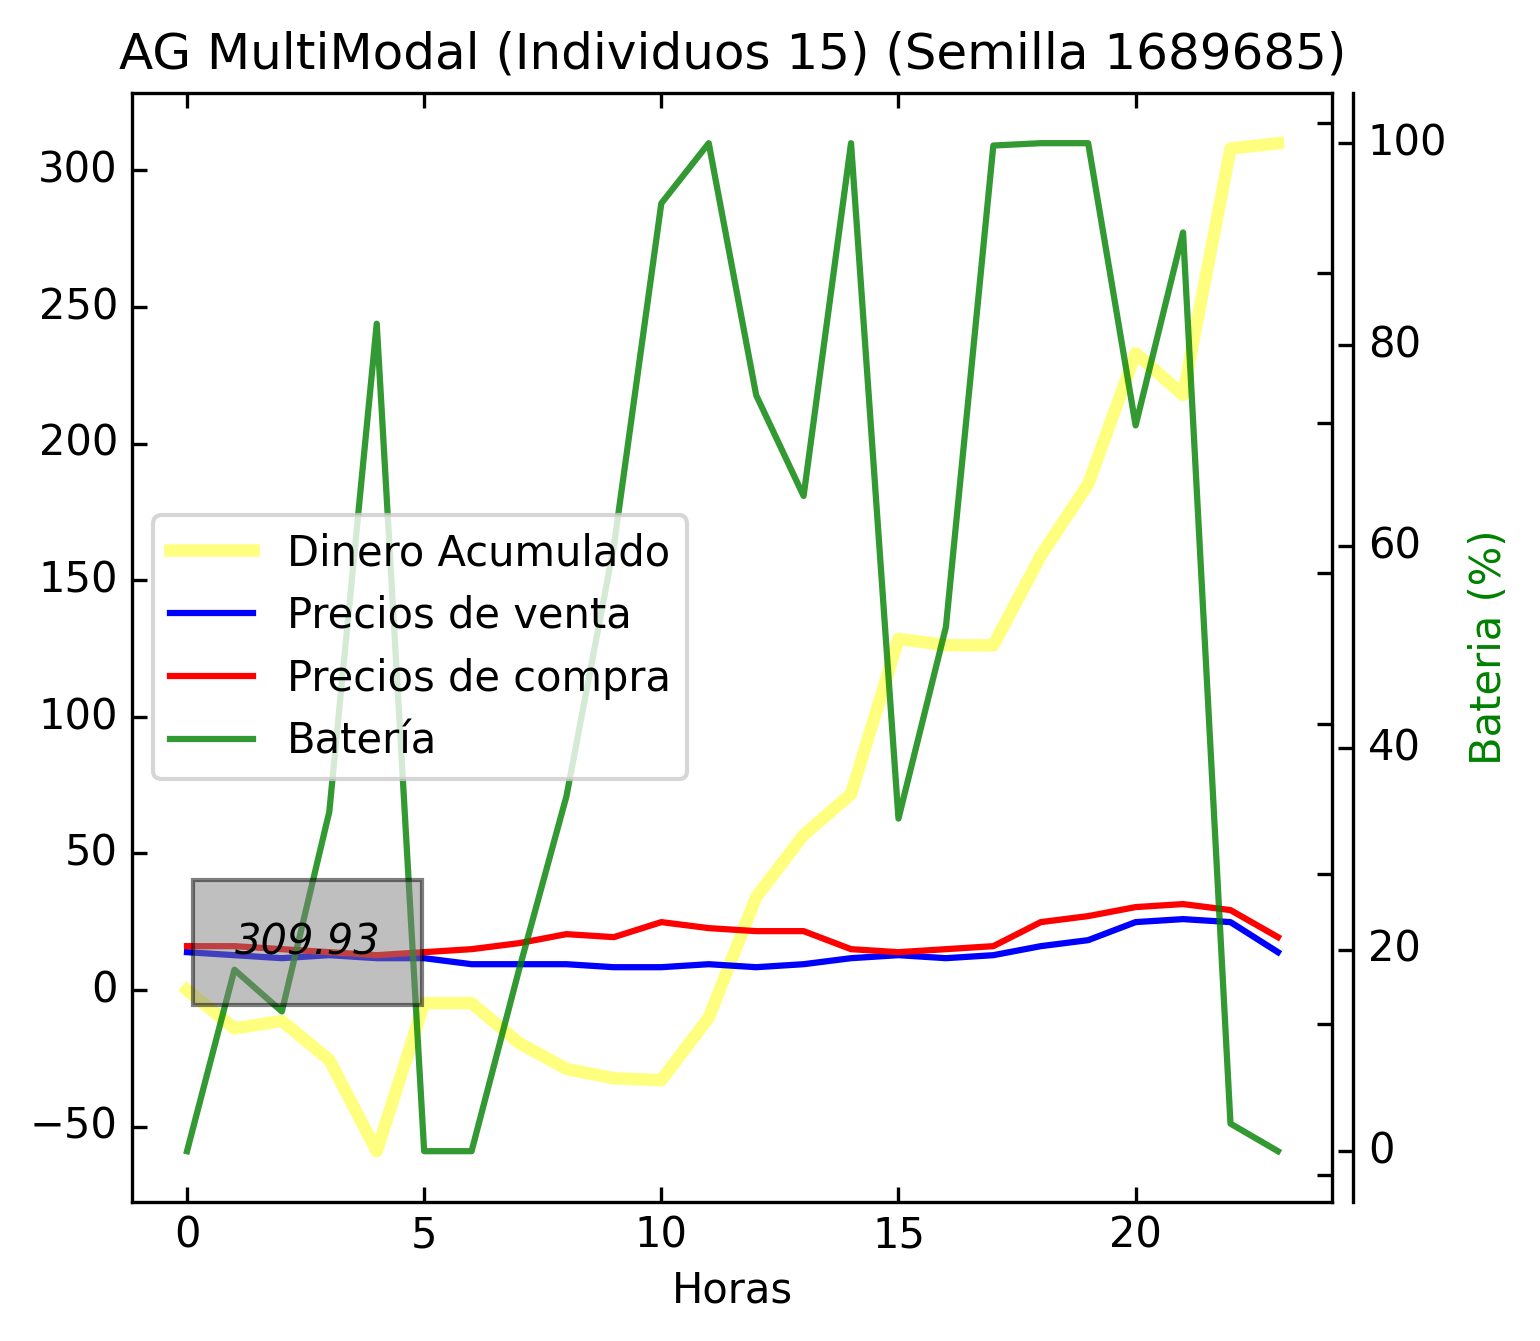 AG MultiModal (Individuos 15) (Semilla 1689685)
300
250
200
150
100
50
0
−50
100
80
60
40
20
0
Bateria (%)
Dinero Acumulado
Precios de venta
Precios de compra
Batería
309.93
0 5 10 15 20
Horas